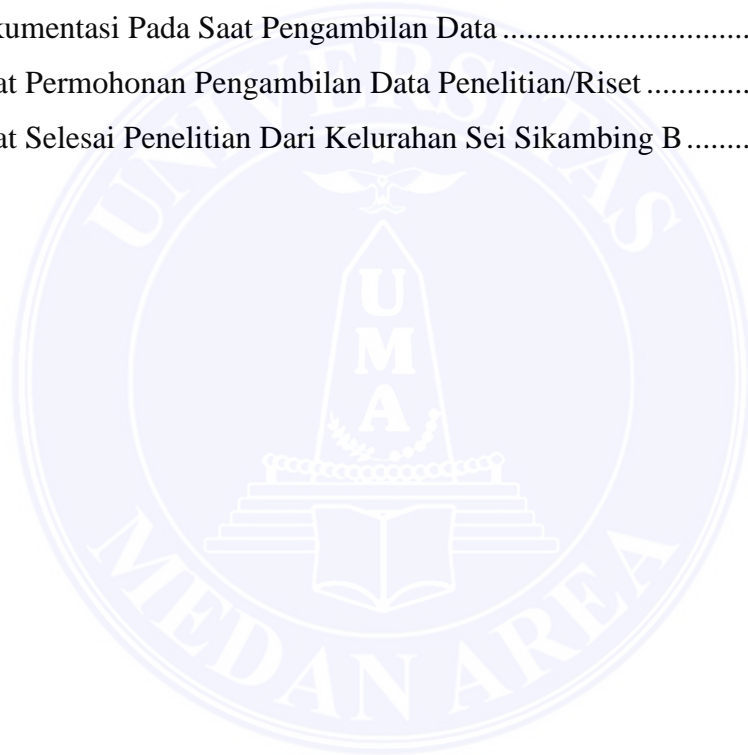 kumentasi Pada Saat Pengambilan Data ..............................
at Permohonan Pengambilan Data Penelitian/Riset .............
at Selesai Penelitian Dari Kelurahan Sei Sikambing B ........
UNIVERSITAS
U
M
A
MEDAN AREA